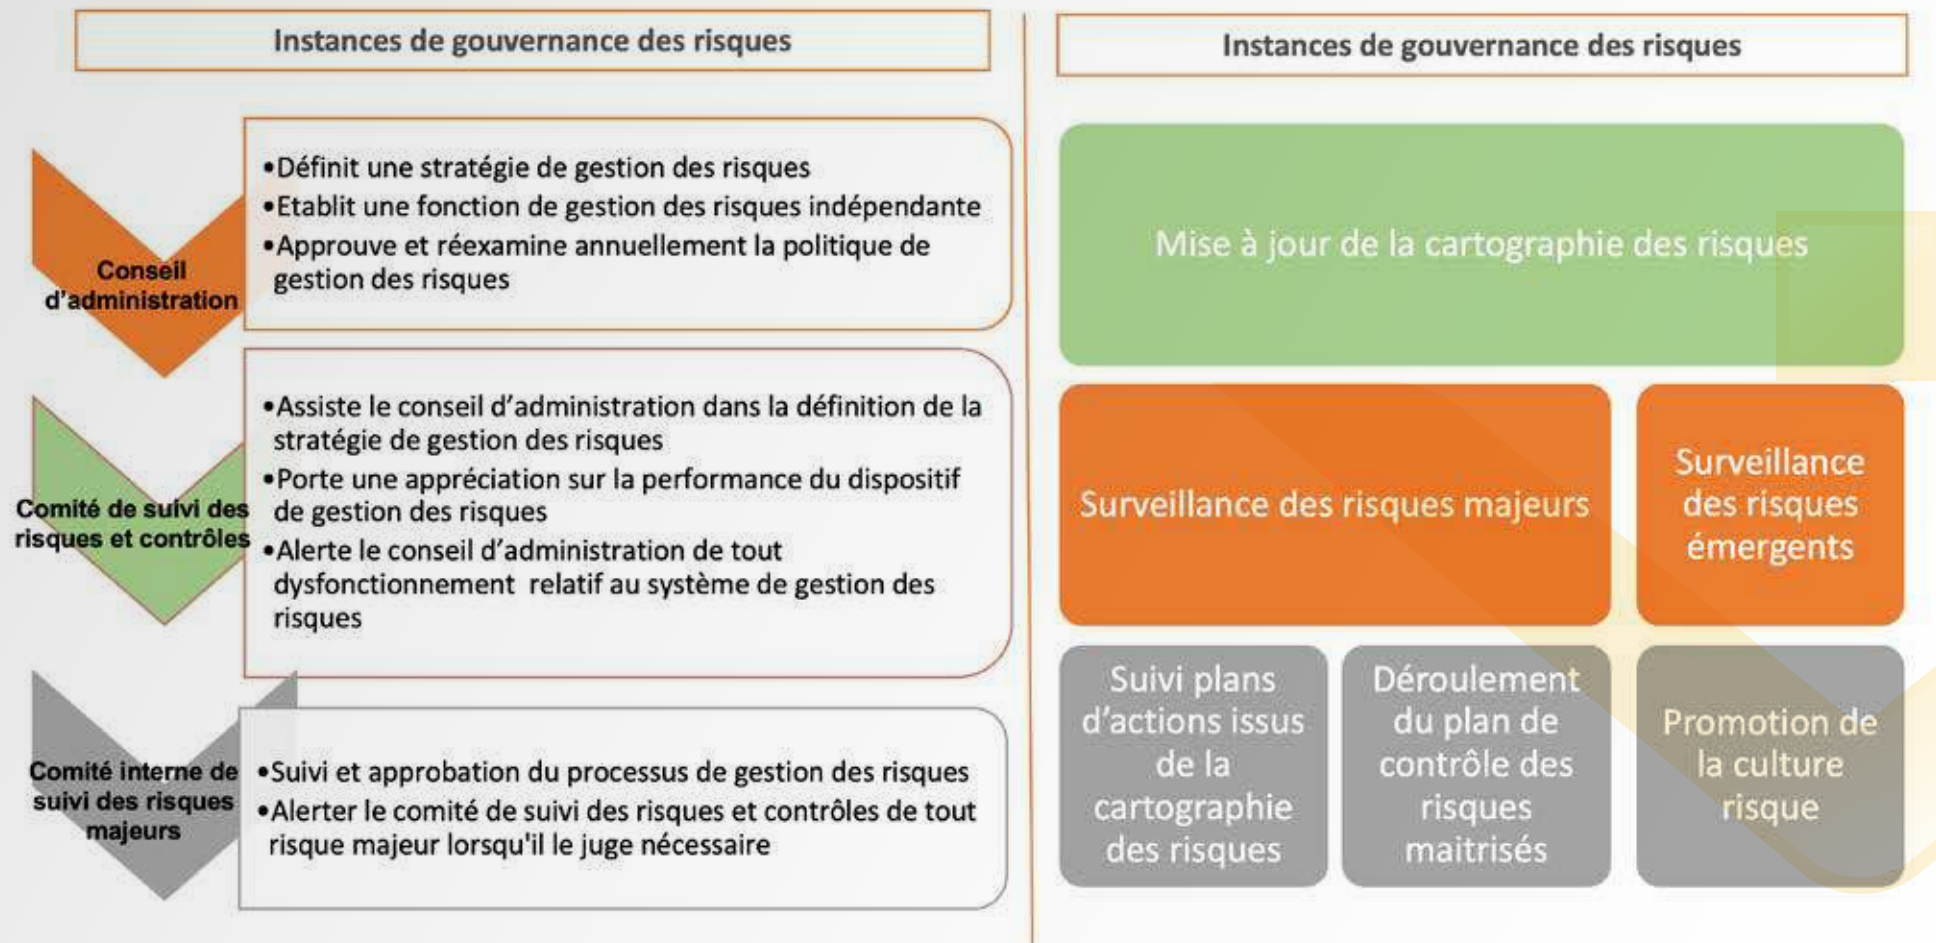 Instances de gouvernance des risques
Conseil
d'administration
•Définit une stratégie de gestion des risques
•Etablit une fonction de gestion des risques indépendante
•Approuve et réexamine annuellement la politique de
gestion des risques
Comité de suivi des
risques et contrôles
•Assiste le conseil d'administration dans la définition de la
stratégie de gestion des risques
•Porte une appréciation sur la performance du dispositif
de gestion des risques
•Alerte le conseil d'administration de tout
dysfonctionnement relatif au système de gestion des
risques
Comité interne de
suivi des risques
majeurs
•Suivi et approbation du processus de gestion des risques
•Alerter le comité de suivi des risques et contrôles de tout
risque majeur lorsqu'il le juge nécessaire
Instances de gouvernance des risques
Mise à jour de la cartographie des risques
Surveillance des risques majeurs
Surveillance
des risques
émergents
Suivi plans
d'actions issus
de la
cartographie
des risques
Déroulement
du plan de
contrôle des
risques
maitrisés
Promotion de
la culture
risque